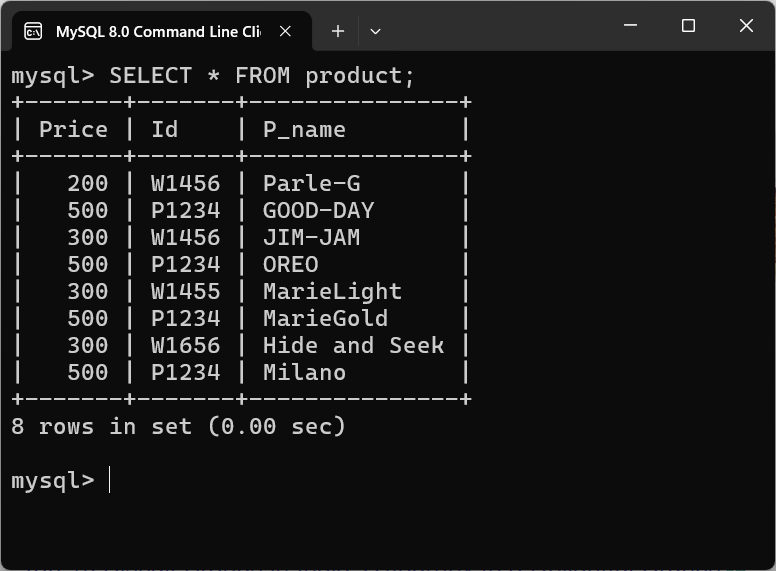 MySQL 8.0 Command Line Cli
mysql> SELECT * FROM product;
+-------+-------+---------------+
| Price | Id    | P_name        |
+-------+-------+---------------+
|   200 | W1456 | Parle-G       |
|   500 | P1234 | GOOD-DAY      |
|   300 | W1456 | JIM-JAM       |
|   500 | P1234 | OREO          |
|   300 | W1455 | MarieLight    |
|   500 | P1234 | MarieGold     |
|   300 | W1656 | Hide and Seek |
|   500 | P1234 | Milano        |
+-------+-------+---------------+
8 rows in set (0.00 sec)
mysql>